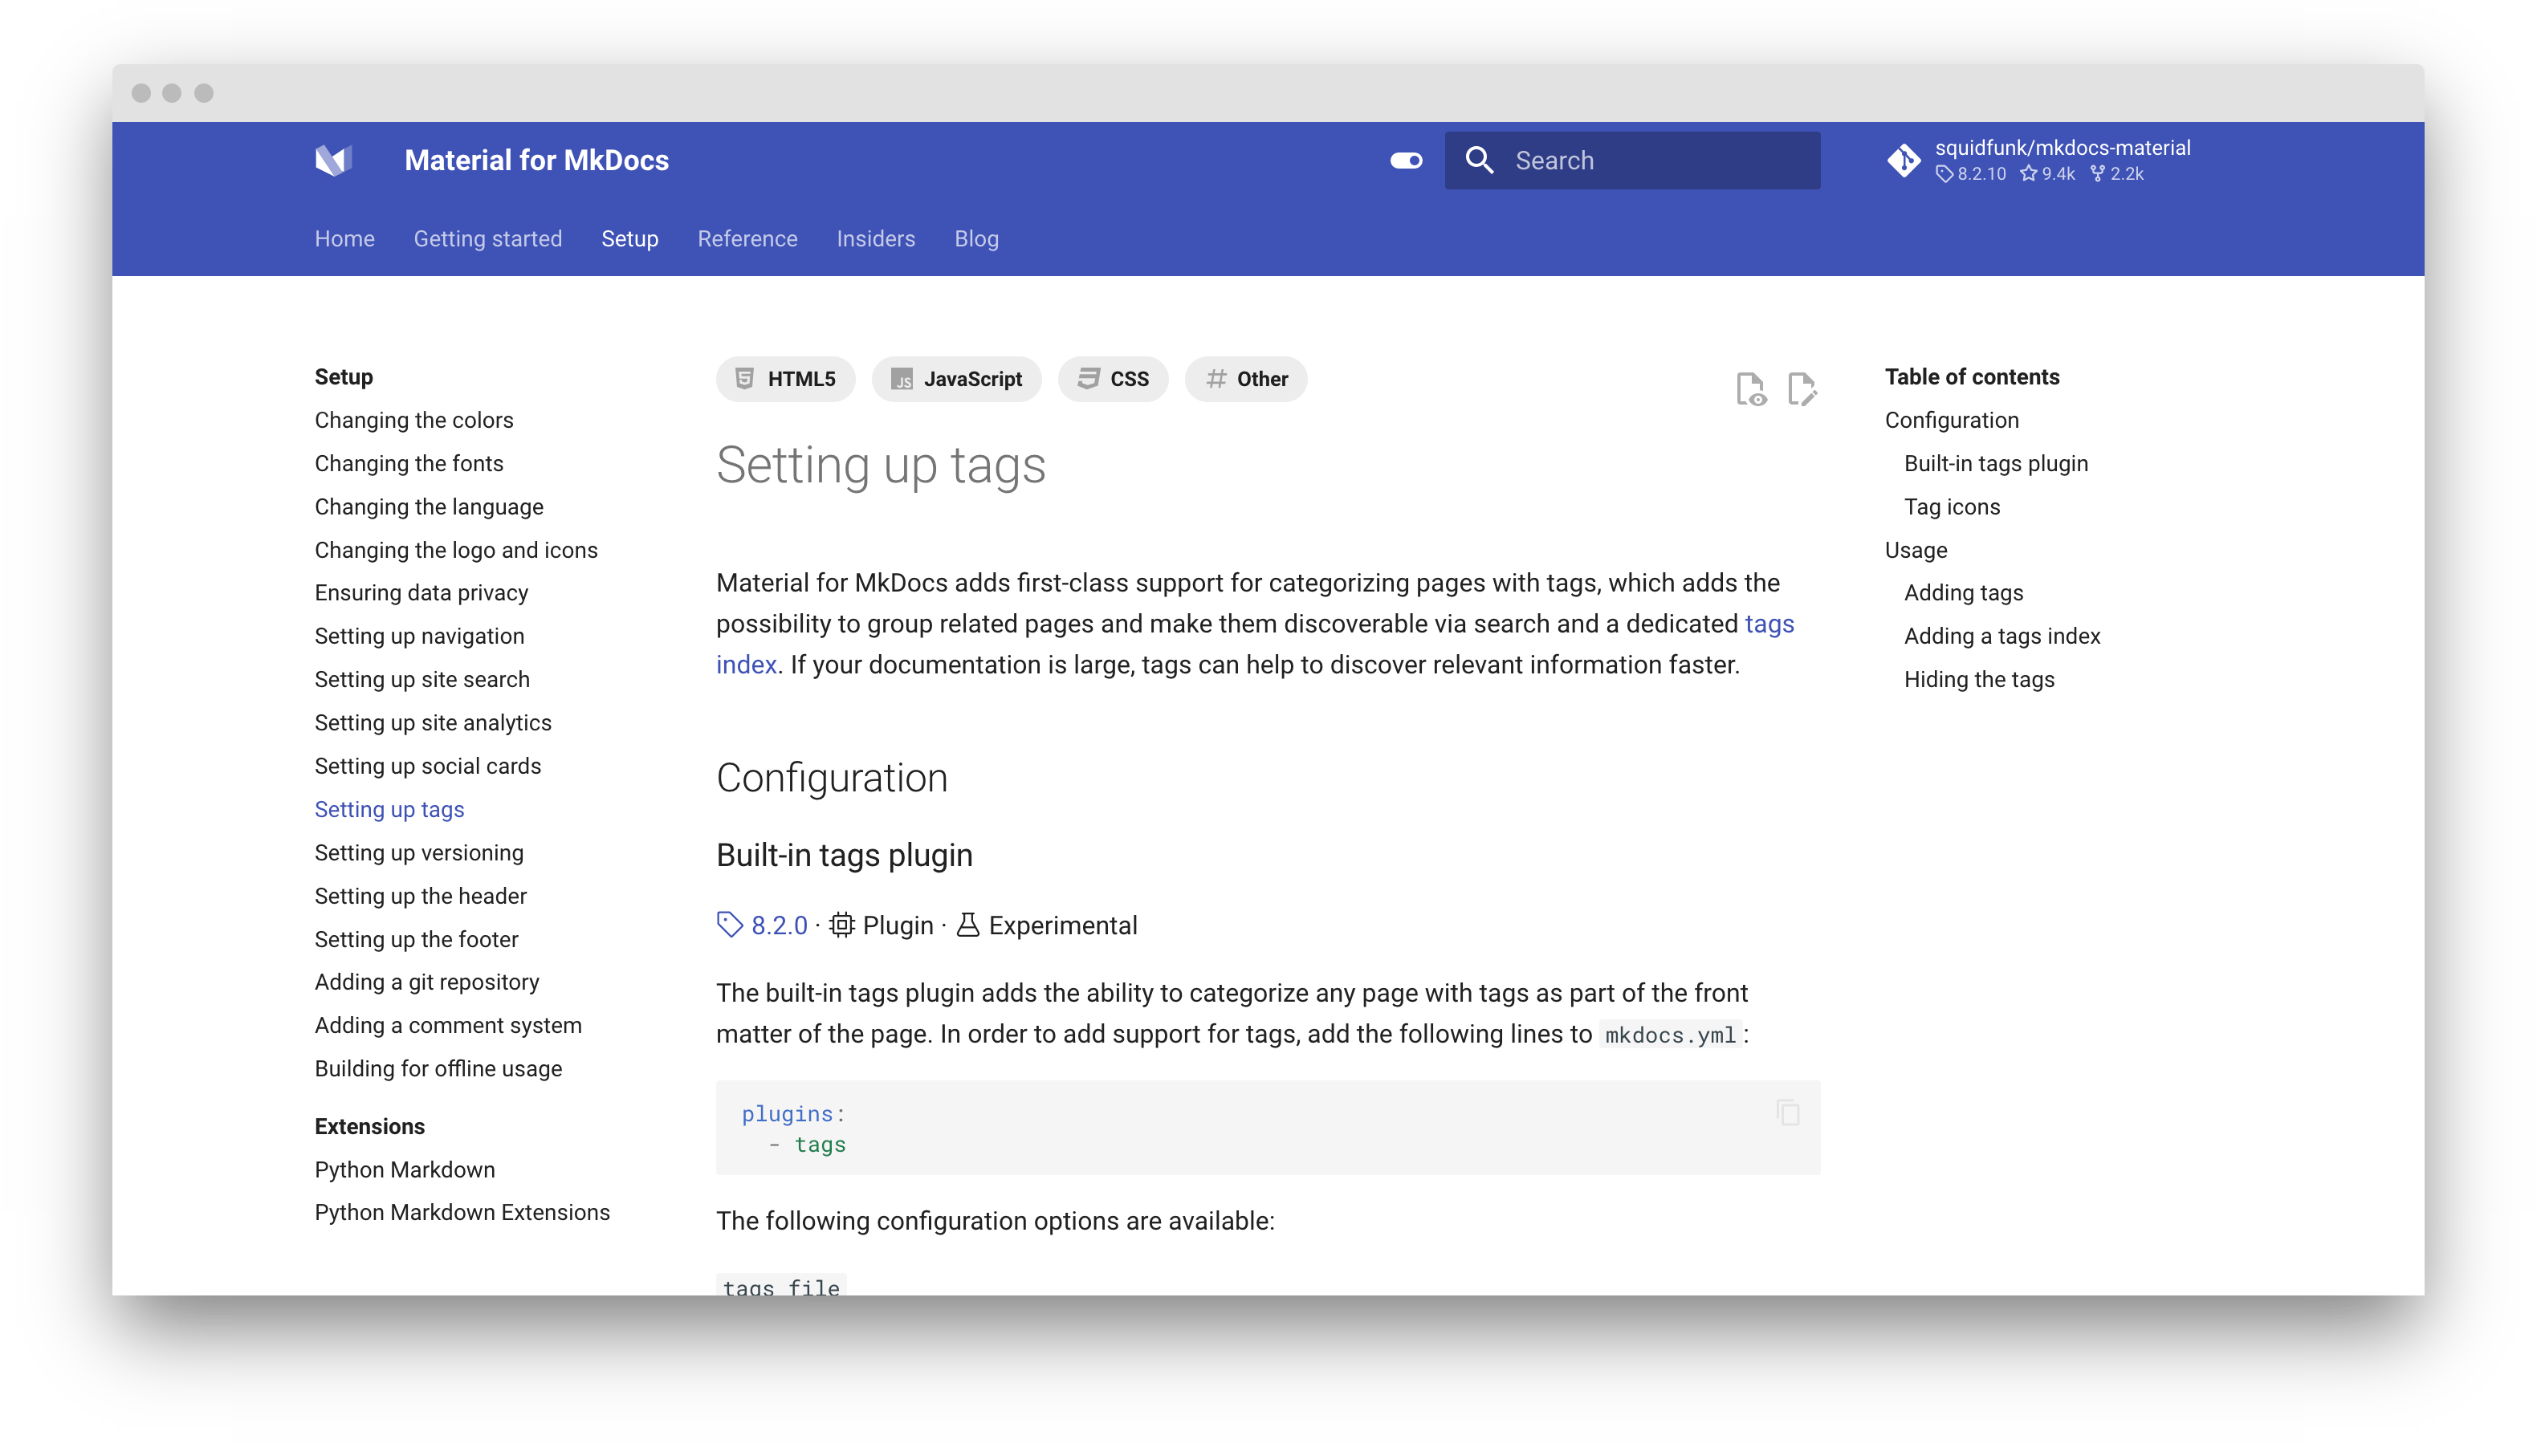 Material for MkDocs
Search
squidfunk/mkdocs-material
8.2.10 9.4k 2.2k
Home Getting started Setup Reference Insiders Blog
Setup
Changing the colors
Changing the fonts
Changing the language
Changing the logo and icons
Ensuring data privacy
Setting up navigation
Setting up site search
Setting up site analytics
Setting up social cards
Setting up tags
Setting up versioning
Setting up the header
Setting up the footer
Adding a git repository
Adding a comment system
Building for offline usage
Extensions
Python Markdown
Python Markdown Extensions
HTML5 JavaScript CSS # Other
Setting up tags
Material for MkDocs adds first-class support for categorizing pages with tags, which adds the
possibility to group related pages and make them discoverable via search and a dedicated tags
index. If your documentation is large, tags can help to discover relevant information faster.
Configuration
Built-in tags plugin
8.2.0 · Plugin · Experimental
The built-in tags plugin adds the ability to categorize any page with tags as part of the front
matter of the page. In order to add support for tags, add the following lines to mkdocs.yml:
plugins:
- tags
The following configuration options are available:
tags_file
Table of contents
Configuration
Built-in tags plugin
Tag icons
Usage
Adding tags
Adding a tags index
Hiding the tags